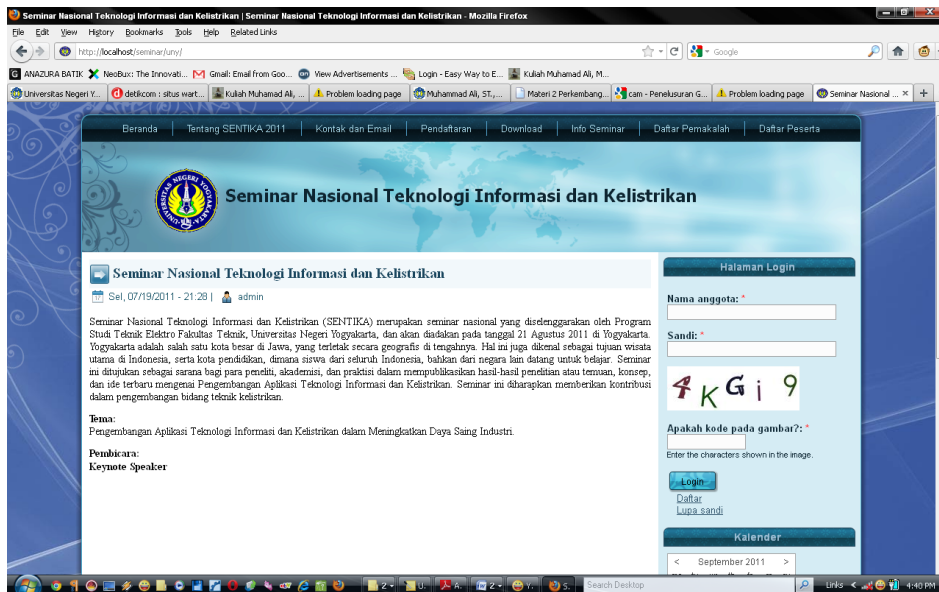 Seminar Nasional Teknologi Informasi dan Kelistrikan | Seminar Nasional Teknologi Informasi dan Kelistrikan - Mozilla Firefox
File Edit View History Bookmarks Tools Help Related Links
http://localhost/seminar/uny/
Google
ANAZURA BATIK NeoBux: The Innovati... Gmail: Email from Goo... View Advertisements ... Login - Easy Way to E... Kuliah Muhamad Ali, M...
Universitas Negeri Y... detikcom : situs wart... Kuliah Muhamad Ali, ... Problem loading page Muhammad Ali, ST.,... Materi 2 Perkembang... cam - Penelusuran G... Problem loading page Seminar Nasional ...
Beranda Tentang SENTIKA 2011 Kontak dan Email Pendaftaran Download Info Seminar Daftar Pemakalah Daftar Peserta
UNIVERSITAS NEGERI YOGYAKARTA
Seminar Nasional Teknologi Informasi dan Kelistrikan
Seminar Nasional Teknologi Informasi dan Kelistrikan
Sel, 07/19/2011 - 21:28 | admin
Seminar Nasional Teknologi Informasi dan Kelistrikan (SENTIKA) merupakan seminar nasional yang diselenggarakan oleh Program
Studi Teknik Elektro Fakultas Teknik, Universitas Negeri Yogyakarta, dan akan diadakan pada tanggal 21 Agustus 2011 di Yogyakarta.
Yogyakarta adalah salah satu kota besar di Jawa, yang terletak secara geografis di tengahnya. Hal ini juga dikenal sebagai tujuan wisata
utama di Indonesia, serta kota pendidikan, dimana siswa dari seluruh Indonesia, bahkan dari negara lain datang untuk belajar. Seminar
ini ditujukan sebagai sarana bagi para peneliti, akademisi, dan praktisi dalam mempublikasikan hasil-hasil penelitian atau temuan, konsep,
dan ide terbaru mengenai Pengembangan Aplikasi Teknologi Informasi dan Kelistrikan. Seminar ini diharapkan memberikan kontribusi
dalam pengembangan bidang teknik kelistrikan.
Tema:
Pengembangan Aplikasi Teknologi Informasi dan Kelistrikan dalam Meningkatkan Daya Saing Industri.
Pembicara:
Keynote Speaker
Halaman Login
Nama anggota: *
Sandi: *
4 K G i 9
Apakah kode pada gambar?: *
Enter the characters shown in the image.
Login
Daftar
Lupa sandi
Kalender
< September 2011 >
Search Desktop
Links
4:40 PM